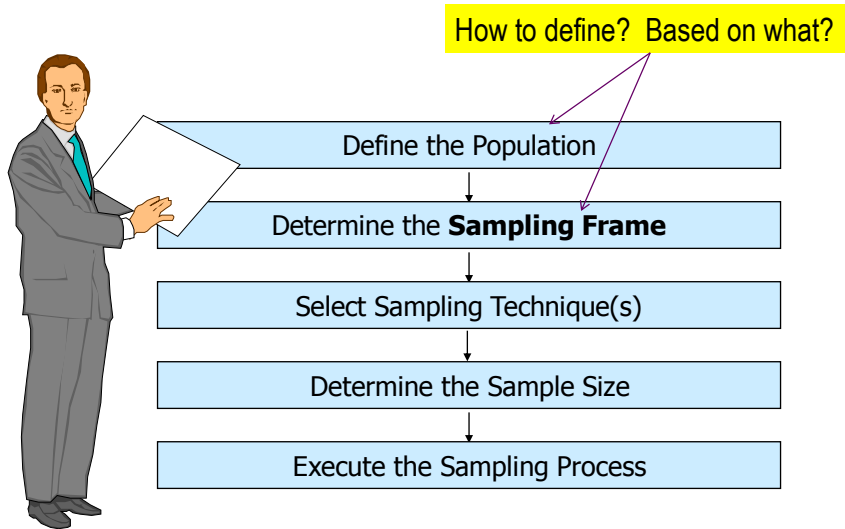 How to define? Based on what?
Define the Population
Determine the Sampling Frame
Select Sampling Technique(s)
Determine the Sample Size
Execute the Sampling Process